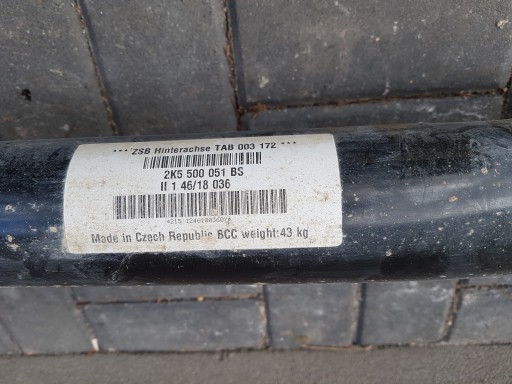 *** ZSB Hinterachse TAB 003 172 ***
2K5 500 051 BS
II 1 46/18 036
Made in Czech Republic BCC weight:43 kg